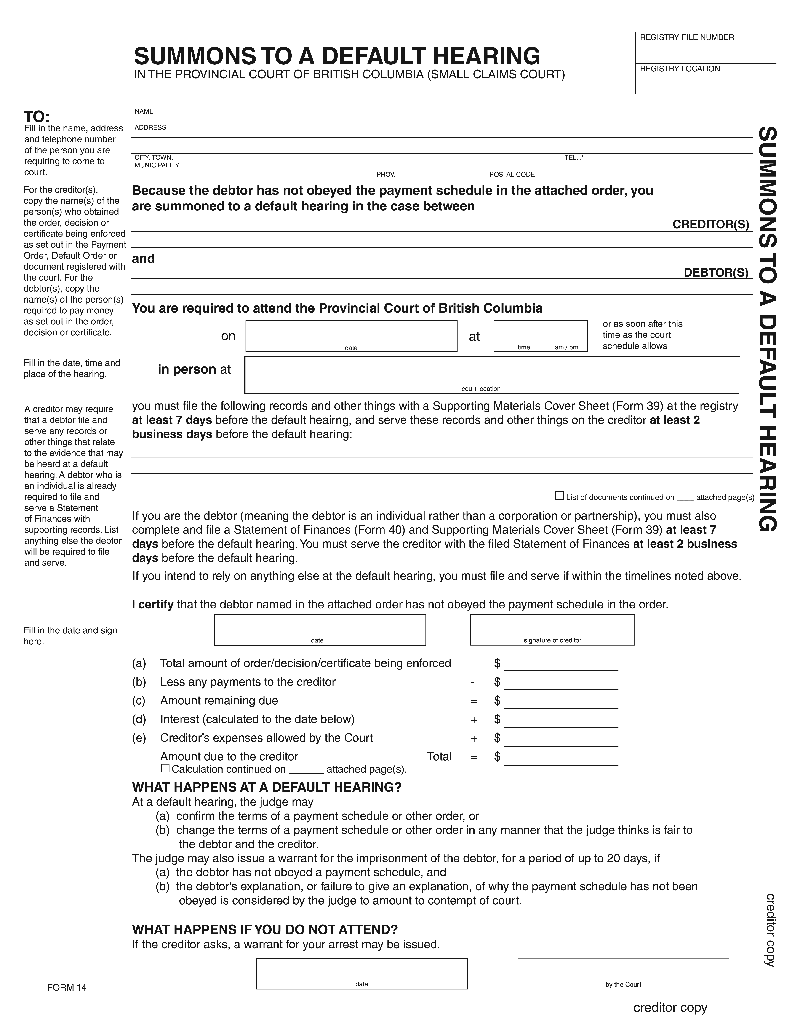 REGISTRY FILE NUMBER
SUMMONS TO A DEFAULT HEARING
IN THE PROVINCIAL COURT OF BRITISH COLUMBIA (SMALL CLAIMS COURT)
REGISTRY LOCATION
TO:
Fill in the name, address
and telephone number
of the person you are
requiring to come to
court.
NAME
ADDRESS
CITY, TOWN,
MUNICIPALITY
TEL. #
PROV.
POSTAL CODE
For the creditor(s),
copy the name(s) of the
person(s) who obtained
the order, decision or
certificate being enforced
as set out in the Payment
Order, Default Order or
document registered with
the court. For the
debtor(s), copy the
name(s) of the person(s)
required to pay money
as set out in the order,
decision or certificate.
Because the debtor has not obeyed the payment schedule in the attached order, you
are summoned to a default hearing in the case between
CREDITOR(S)
and
DEBTOR(S)
You are required to attend the Provincial Court of British Columbia
on
date
at
time
am / pm
or as soon after this
time as the court
schedule allows
Fill in the date, time and
place of the hearing.
in person at
court location
A creditor may require
that a debtor file and
serve any records or
other things that relate
to the evidence that may
be heard at a default
hearing. A debtor who is
an individual is already
required to file and
serve a Statement
of Finances with
supporting records. List
anything else the debtor
will be required to file
and serve.
you must file the following records and other things with a Supporting Materials Cover Sheet (Form 39) at the registry
at least 7 days before the default heairng, and serve these records and other things on the creditor at least 2
business days before the default hearing:
☐ List of documents continued on ____ attached page(s)
If you are the debtor (meaning the debtor is an individual rather than a corporation or partnership), you must also
complete and file a Statement of Finances (Form 40) and Supporting Materials Cover Sheet (Form 39) at least 7
days before the default hearing. You must serve the creditor with the filed Statement of Finances at least 2 business
days before the default hearing.
If you intend to rely on anything else at the default hearing, you must file and serve if within the timelines noted above.
I certify that the debtor named in the attached order has not obeyed the payment schedule in the order.
Fill in the date and sign
here.
date
signature of creditor
(a) Total amount of order/decision/certificate being enforced $
(b) Less any payments to the creditor - $
(c) Amount remaining due = $
(d) Interest (calculated to the date below) + $
(e) Creditor's expenses allowed by the Court + $
Amount due to the creditor Total = $
☐ Calculation continued on ______ attached page(s).
WHAT HAPPENS AT A DEFAULT HEARING?
At a default hearing, the judge may
(a) confirm the terms of a payment schedule or other order, or
(b) change the terms of a payment schedule or other order in any manner that the judge thinks is fair to
the debtor and the creditor.
The judge may also issue a warrant for the imprisonment of the debtor, for a period of up to 20 days, if
(a) the debtor has not obeyed a payment schedule, and
(b) the debtor's explanation, or failure to give an explanation, of why the payment schedule has not been
obeyed is considered by the judge to amount to contempt of court.
WHAT HAPPENS IF YOU DO NOT ATTEND?
If the creditor asks, a warrant for your arrest may be issued.
date
by the Court
FORM 14
creditor copy
SUMMONS TO A DEFAULT HEARING
creditor copy